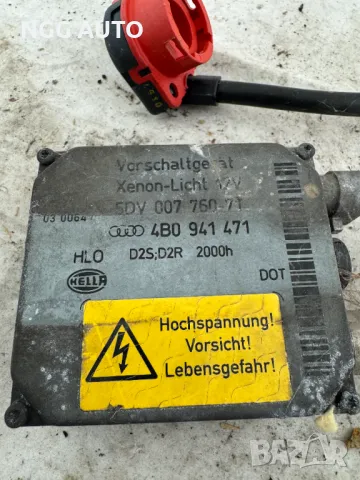 NGG AUTO
Vorschaltgerät
Xenon-Licht 12V
5DV 007 760-71
03 0064
4B0 941 471
HLO D2S;D2R 2000h
HELLA
DOT
Hochspannung!
Vorsicht!
Lebensgefahr!
bazar.bg